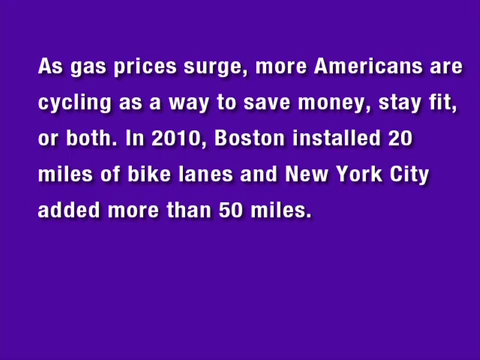 As gas prices surge, more Americans are
cycling as a way to save money, stay fit,
or both. In 2010, Boston installed 20
miles of bike lanes and New York City
added more than 50 miles.